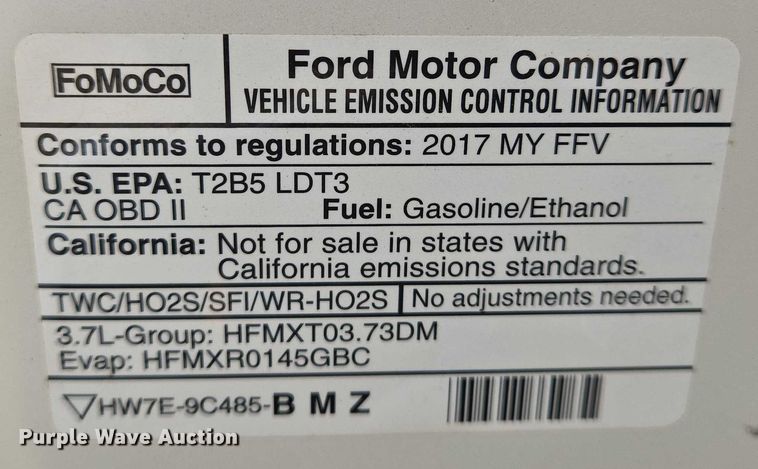 FoMoCo
Ford Motor Company
VEHICLE EMISSION CONTROL INFORMATION
Conforms to regulations: 2017 MY FFV
U.S. EPA: T2B5 LDT3
CA OBD II Fuel: Gasoline/Ethanol
California: Not for sale in states with
California emissions standards.
TWC/HO2S/SFI/WR-HO2S No adjustments needed.
3.7L-Group: HFMXT03.73DM
Evap: HFMXR0145GBC
HW7E-9C485-B M Z
Purple Wave Auction